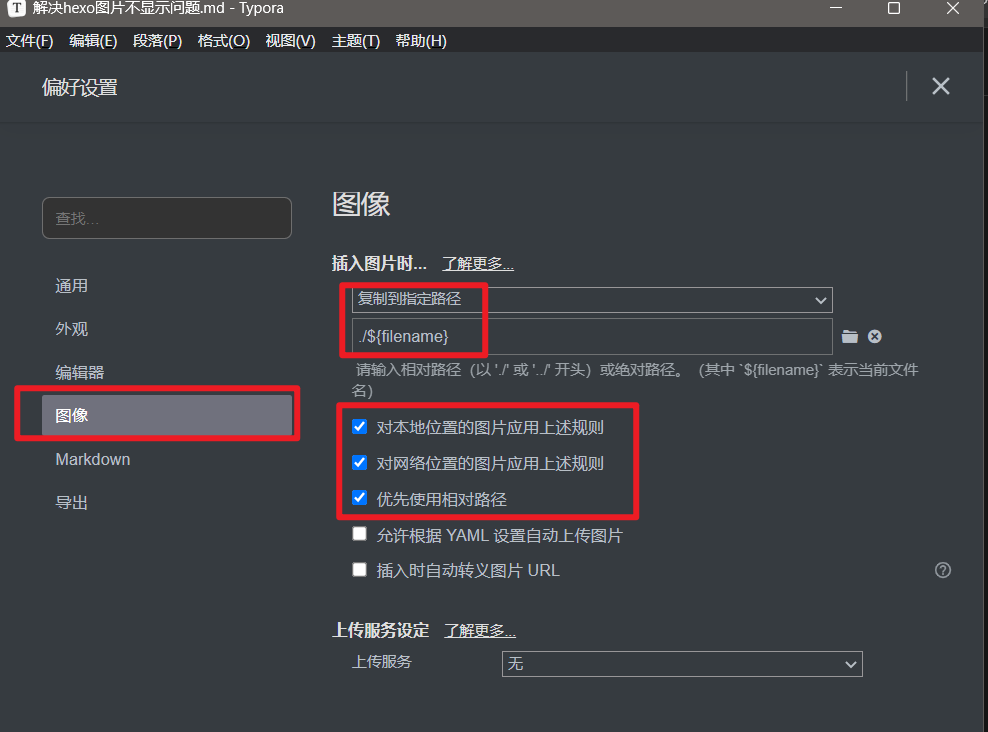 T 解决hexo图片不显示问题.md - Typora
文件(F) 编辑(E) 段落(P) 格式(O) 视图(V) 主题(T) 帮助(H)
偏好设置
查找...
通用
外观
编辑器
图像
Markdown
导出
图像
插入图片时... 了解更多...
复制到指定路径
./${filename}
请输入相对路径（以 './' 或 '../' 开头）或绝对路径。（其中 `${filename}` 表示当前文件
名）
对本地位置的图片应用上述规则
对网络位置的图片应用上述规则
优先使用相对路径
允许根据 YAML 设置自动上传图片
插入时自动转义图片 URL
上传服务设定 了解更多...
上传服务 无